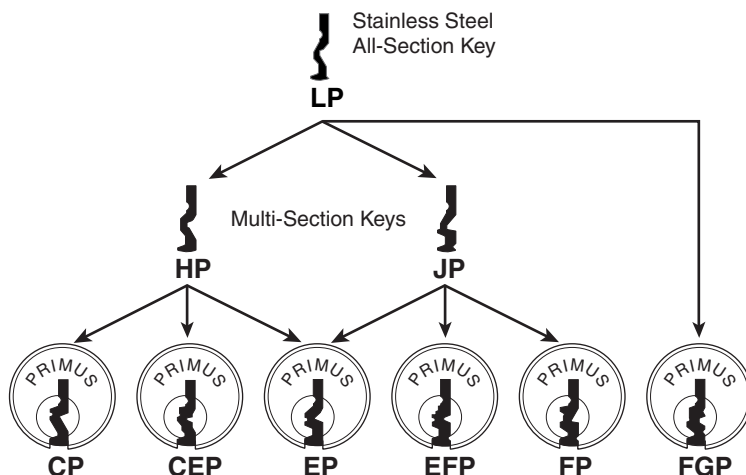 Stainless Steel
All-Section Key
LP
Multi-Section Keys
HP
JP
PRIMUS
PRIMUS
PRIMUS
PRIMUS
PRIMUS
PRIMUS
CP
CEP
EP
EFP
FP
FGP